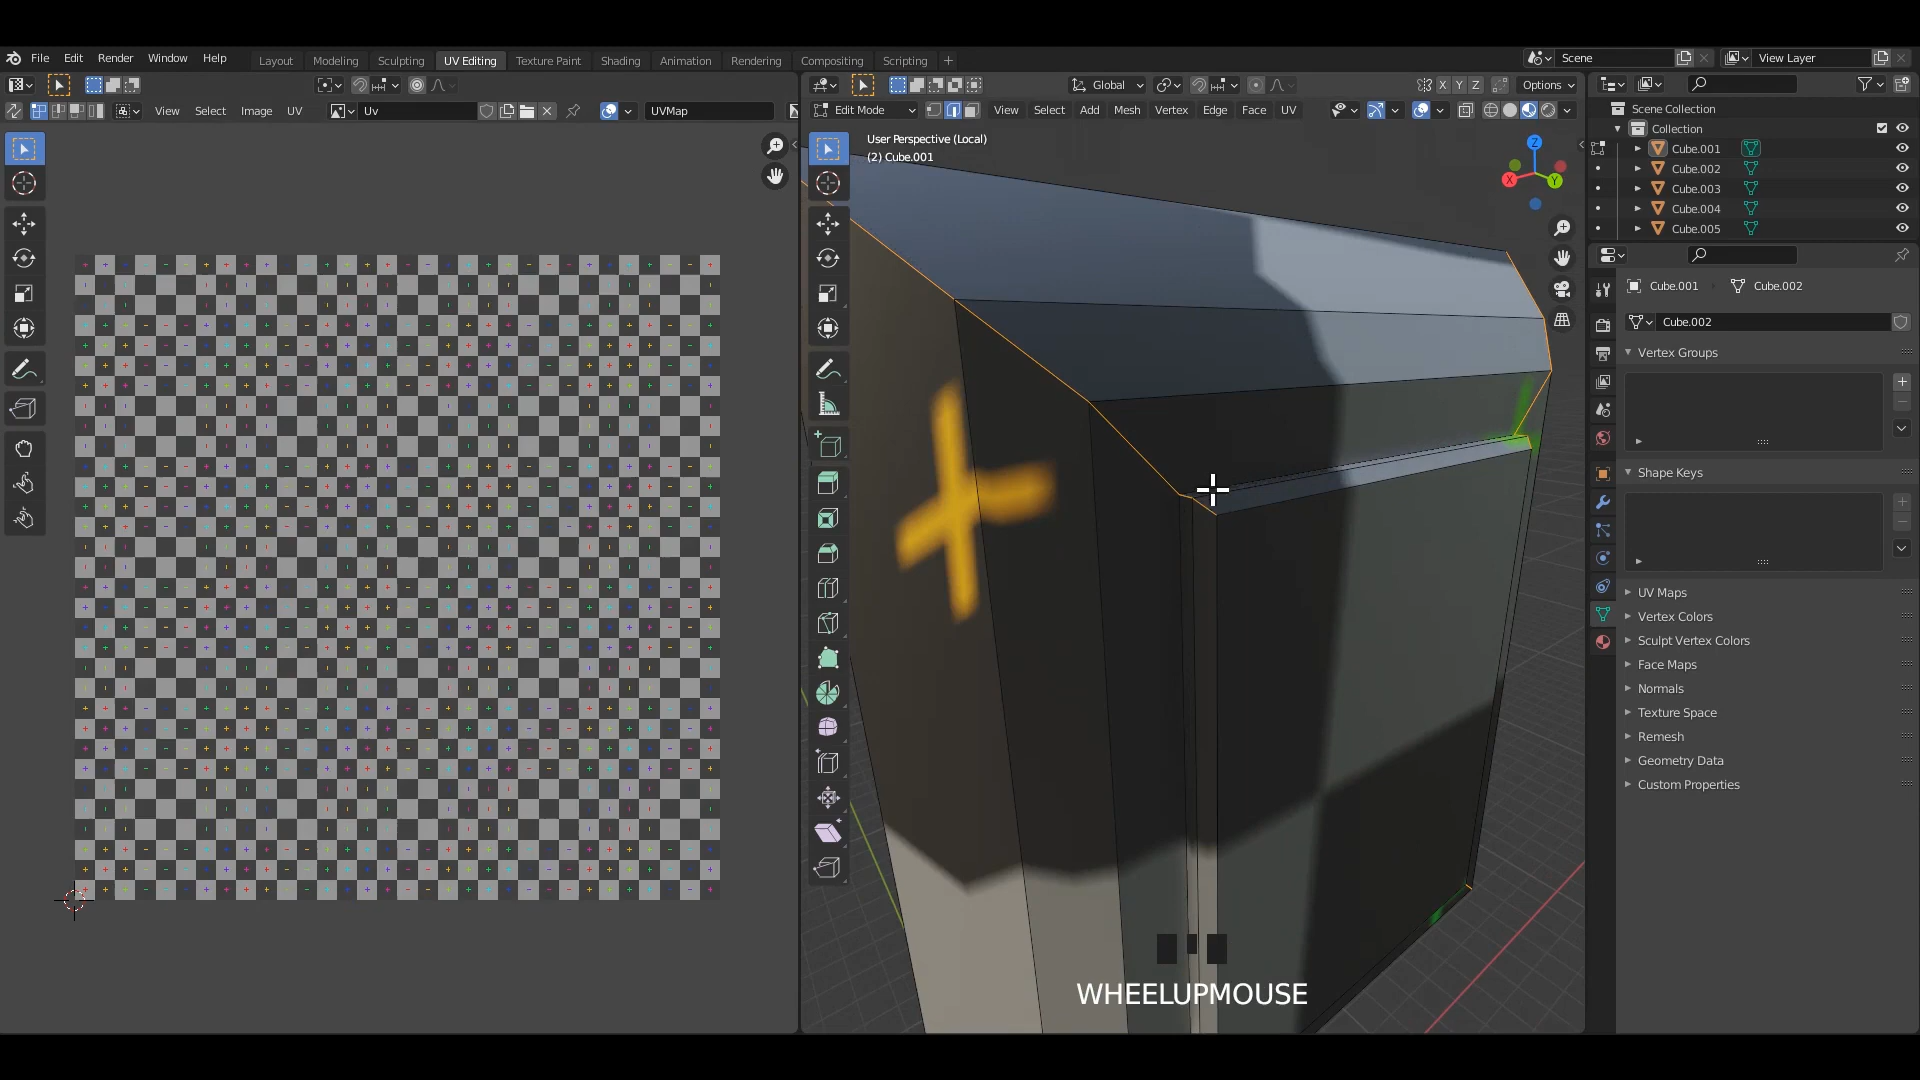 File Edit Render Window Help Layout Modeling Sculpting UV Editing Texture Paint Shading Animation Rendering Compositing Scripting + Scene View Layer
Global X Y Z Options
View Select Image UV Uv UVMap Edit Mode View Select Add Mesh Vertex Edge Face UV
User Perspective (Local)
(2) Cube.001
Z
X Y
WHEELUPMOUSE
Scene Collection
Collection
Cube.001
Cube.002
Cube.003
Cube.004
Cube.005
Cube.001 Cube.002
Cube.002
Vertex Groups
Shape Keys
UV Maps
Vertex Colors
Sculpt Vertex Colors
Face Maps
Normals
Texture Space
Remesh
Geometry Data
Custom Properties